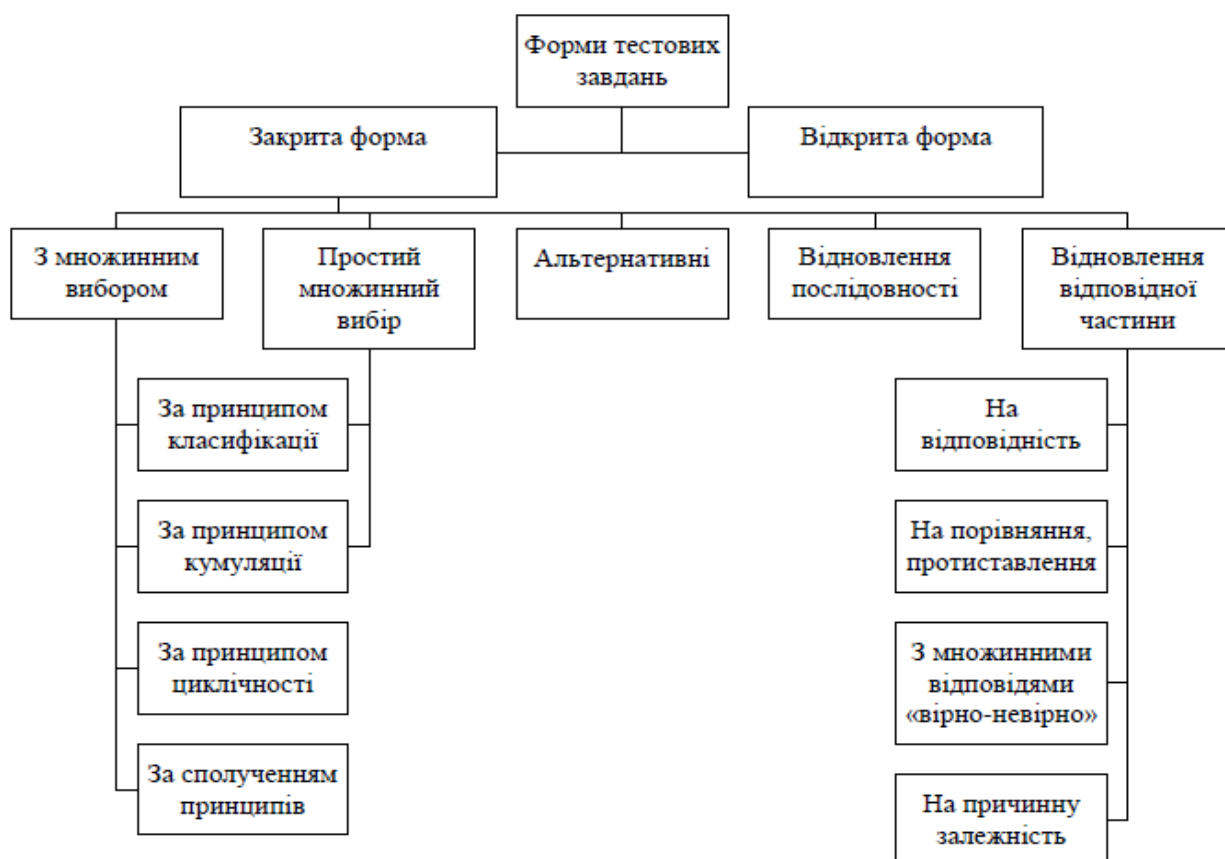 Форми тестових
завдань
Закрита форма
Відкрита форма
З множинним
вибором
Простий
множинний
вибір
Альтернативні
Відновлення
послідовності
Відновлення
відповідної
частини
За принципом
класифікації
За принципом
кумуляції
За принципом
циклічності
За сполученням
принципів
На
відповідність
На порівняння,
протиставлення
З множинними
відповідями
«вірно-невірно»
На причинну
залежність